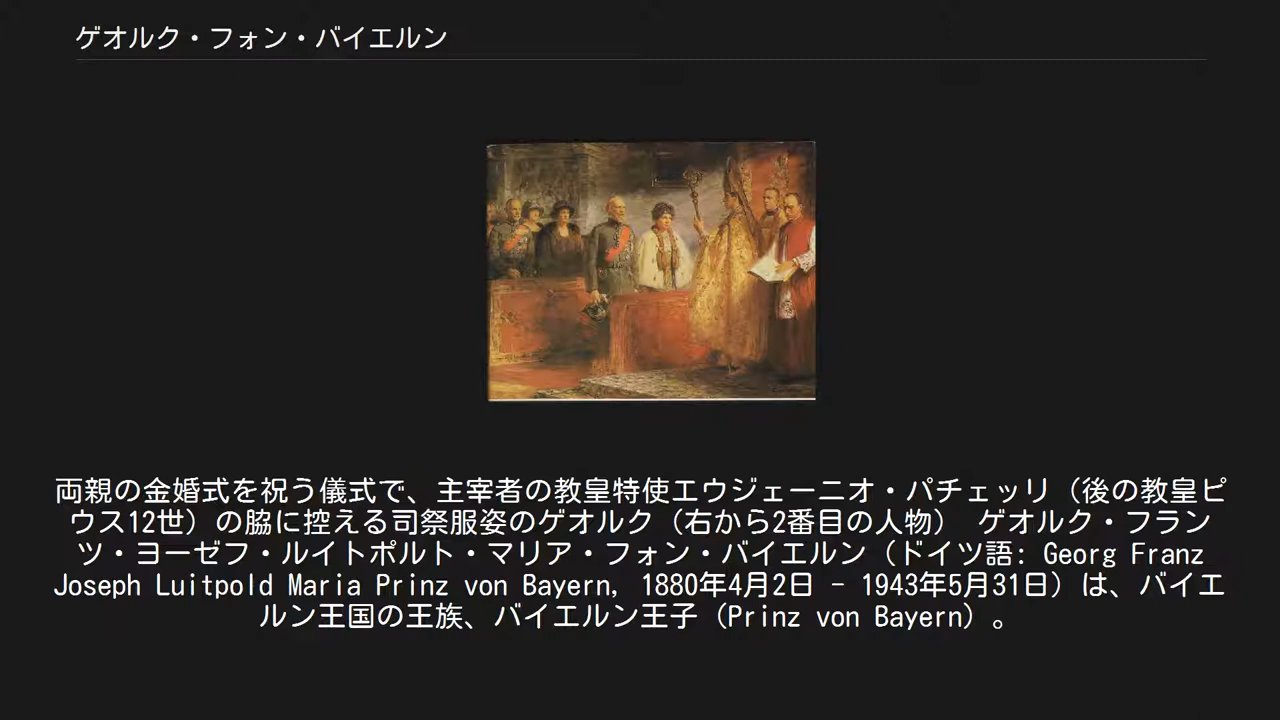 ゲオルク・フォン・バイエルン
両親の金婚式を祝う儀式で、主宰者の教皇特使エウジェーニオ・パチェッリ（後の教皇ピ
ウス12世）の脇に控える司祭服姿のゲオルク（右から2番目の人物） ゲオルク・フラン
ツ・ヨーゼフ・ルイトポルト・マリア・フォン・バイエルン（ドイツ語: Georg Franz
Joseph Luitpold Maria Prinz von Bayern, 1880年4月2日 - 1943年5月31日）は、バイエ
ルン王国の王族、バイエルン王子（Prinz von Bayern）。